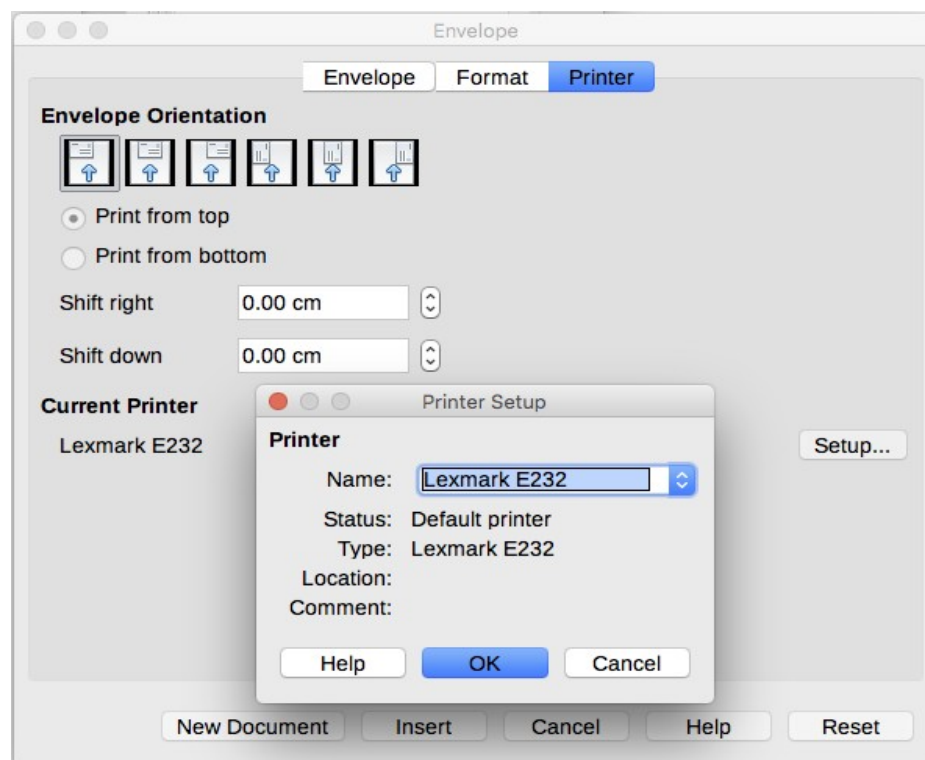 Envelope
Envelope Format Printer
Envelope Orientation
Print from top
Print from bottom
Shift right 0.00 cm
Shift down 0.00 cm
Current Printer
Lexmark E232 Setup...
Printer Setup
Printer
Name: Lexmark E232
Status: Default printer
Type: Lexmark E232
Location:
Comment:
Help OK Cancel
New Document Insert Cancel Help Reset